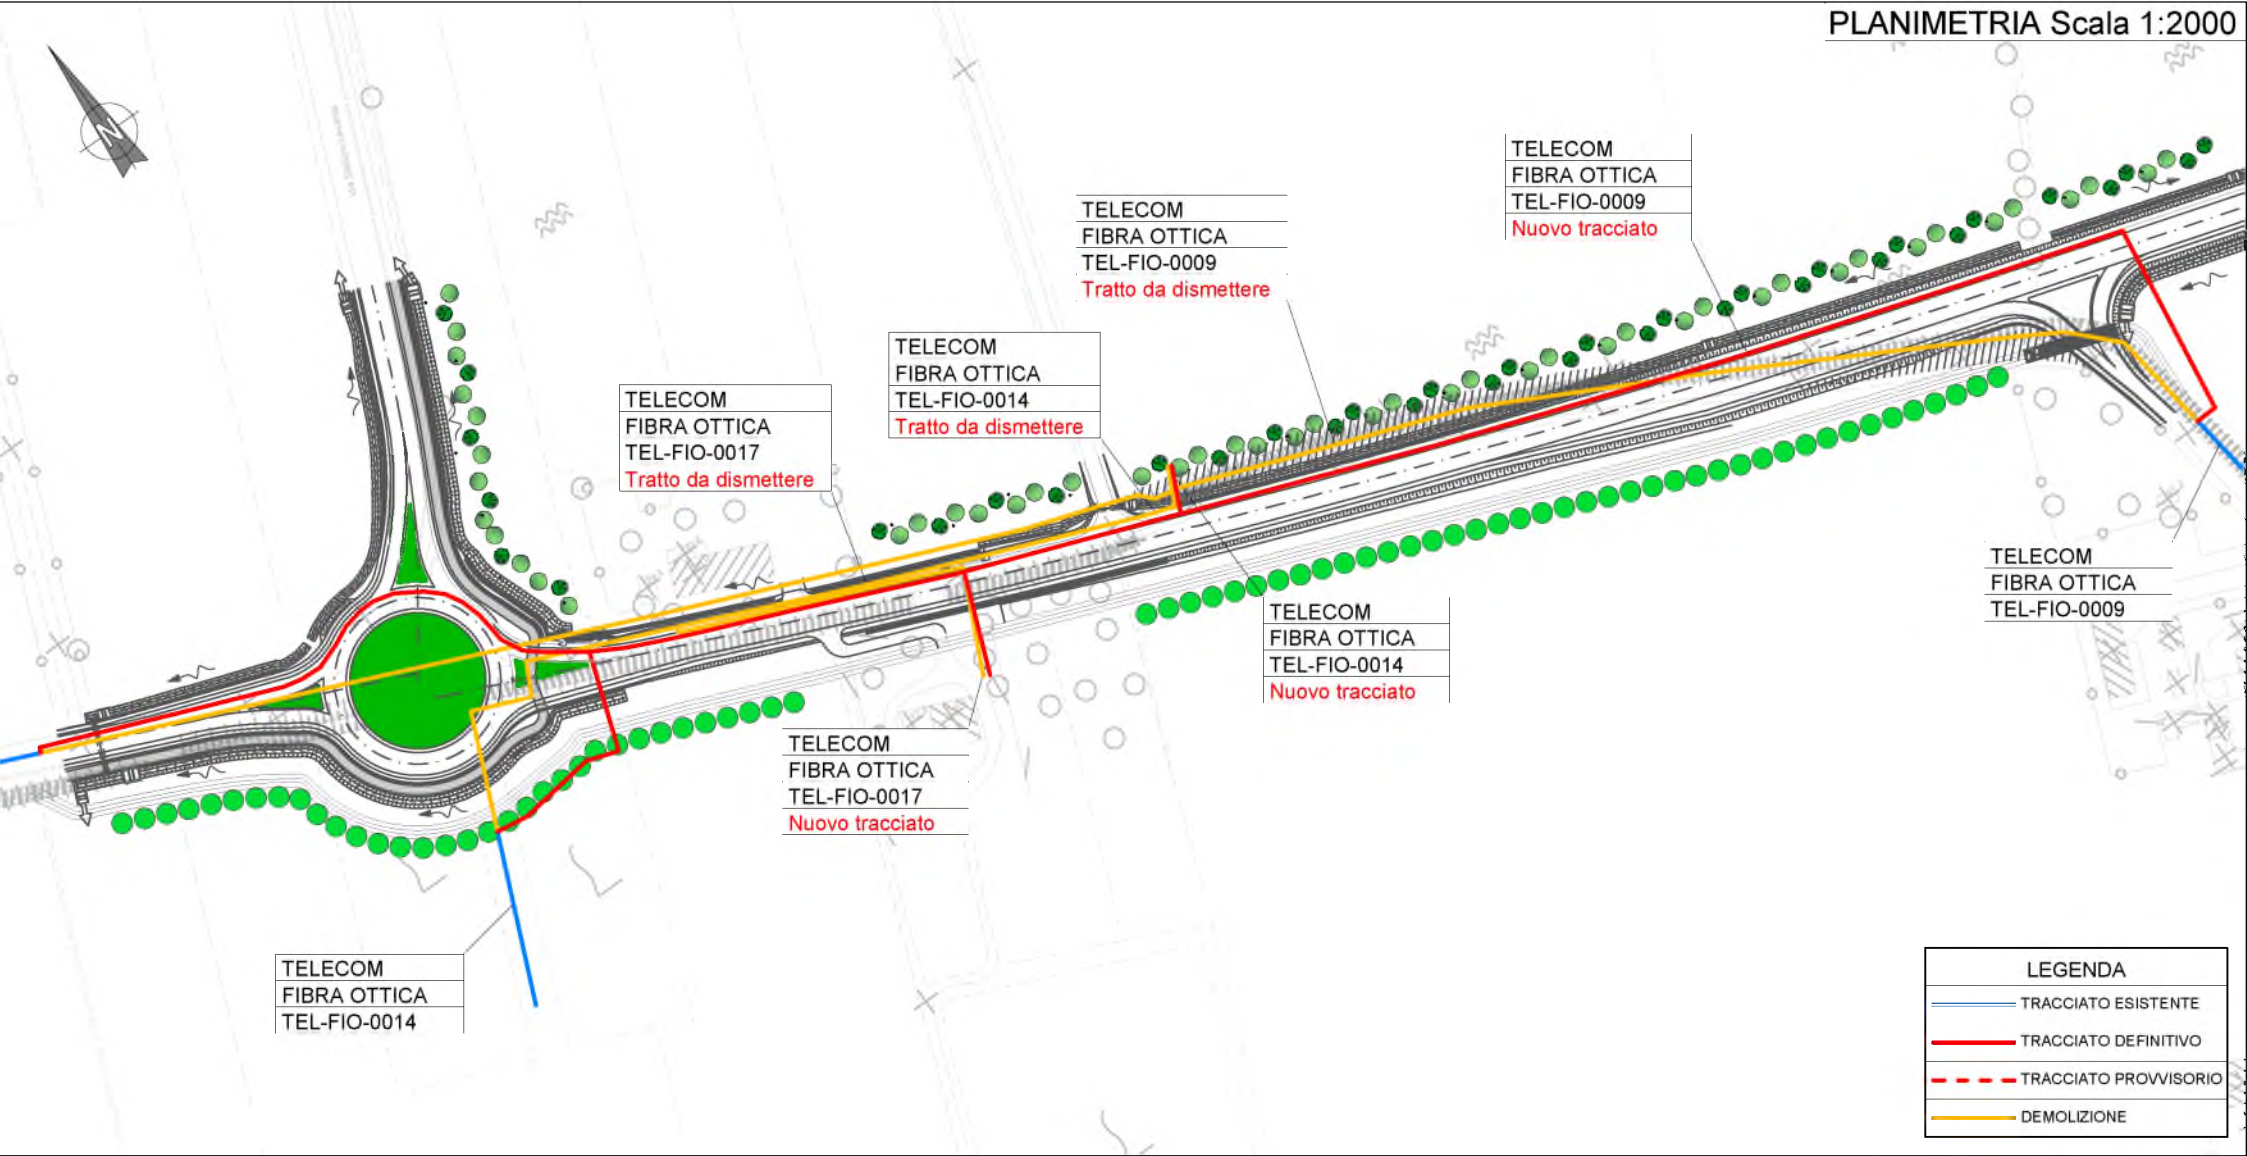 PLANIMETRIA Scala 1:2000
N
TELECOM
FIBRA OTTICA
TEL-FIO-0009
Nuovo tracciato
TELECOM
FIBRA OTTICA
TEL-FIO-0009
Tratto da dismettere
TELECOM
FIBRA OTTICA
TEL-FIO-0014
Tratto da dismettere
TELECOM
FIBRA OTTICA
TEL-FIO-0017
Tratto da dismettere
TELECOM
FIBRA OTTICA
TEL-FIO-0009
TELECOM
FIBRA OTTICA
TEL-FIO-0014
Nuovo tracciato
TELECOM
FIBRA OTTICA
TEL-FIO-0017
Nuovo tracciato
TELECOM
FIBRA OTTICA
TEL-FIO-0014
LEGENDA
TRACCIATO ESISTENTE
TRACCIATO DEFINITIVO
TRACCIATO PROVVISORIO
DEMOLIZIONE